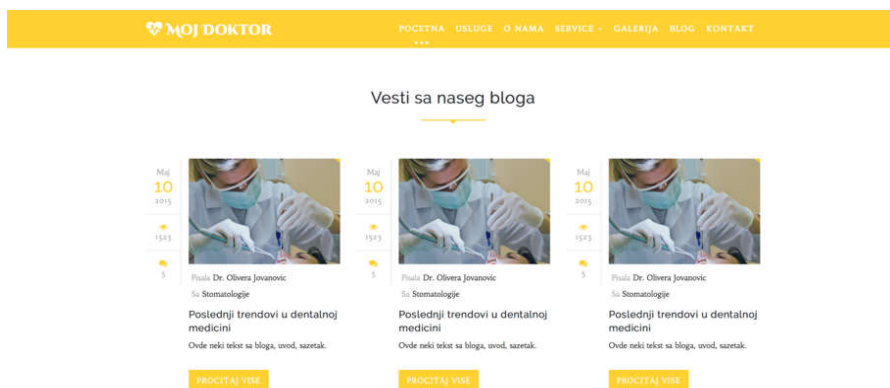 MOJ DOKTOR
POCETNA USLUGE O NAMA SERVICE GALERIJA BLOG KONTAKT
Vesti sa naseg bloga
Maj
10
2015
1523
5
Pisala Dr. Olivera Jovanovic
Sa Stomatologije
Poslednji trendovi u dentalnoj
medicini
Ovde neki tekst sa bloga, uvod, sazetak.
PROCITAJ VISE
Maj
10
2015
1523
5
Pisala Dr. Olivera Jovanovic
Sa Stomatologije
Poslednji trendovi u dentalnoj
medicini
Ovde neki tekst sa bloga, uvod, sazetak.
PROCITAJ VISE
Maj
10
2015
1523
5
Pisala Dr. Olivera Jovanovic
Sa Stomatologije
Poslednji trendovi u dentalnoj
medicini
Ovde neki tekst sa bloga, uvod, sazetak.
PROCITAJ VISE